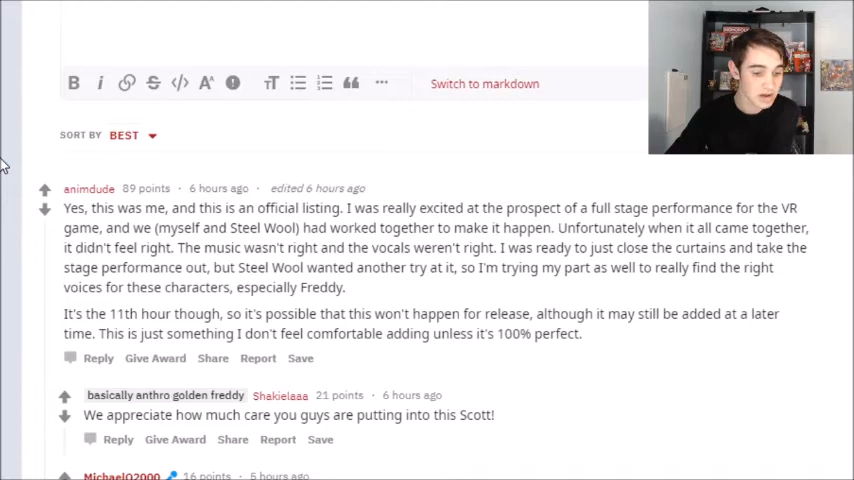 Switch to markdown
SORT BY BEST
animdude 89 points · 6 hours ago · edited 6 hours ago
Yes, this was me, and this is an official listing. I was really excited at the prospect of a full stage performance for the VR
game, and we (myself and Steel Wool) had worked together to make it happen. Unfortunately when it all came together,
it didn't feel right. The music wasn't right and the vocals weren't right. I was ready to just close the curtains and take the
stage performance out, but Steel Wool wanted another try at it, so I'm trying my part as well to really find the right
voices for these characters, especially Freddy.
It's the 11th hour though, so it's possible that this won't happen for release, although it may still be added at a later
time. This is just something I don't feel comfortable adding unless it's 100% perfect.
Reply Give Award Share Report Save
basically anthro golden freddy Shakielaaa 21 points · 6 hours ago
We appreciate how much care you guys are putting into this Scott!
Reply Give Award Share Report Save
MichaelQ2000 16 points · 5 hours ago